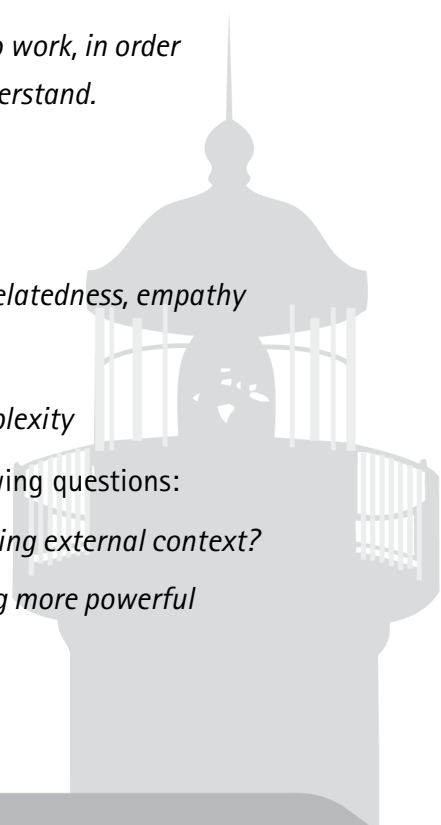 work, in order
erstand.
elatedness, empathy
plexity
ving questions:
ing external context?
g more powerful